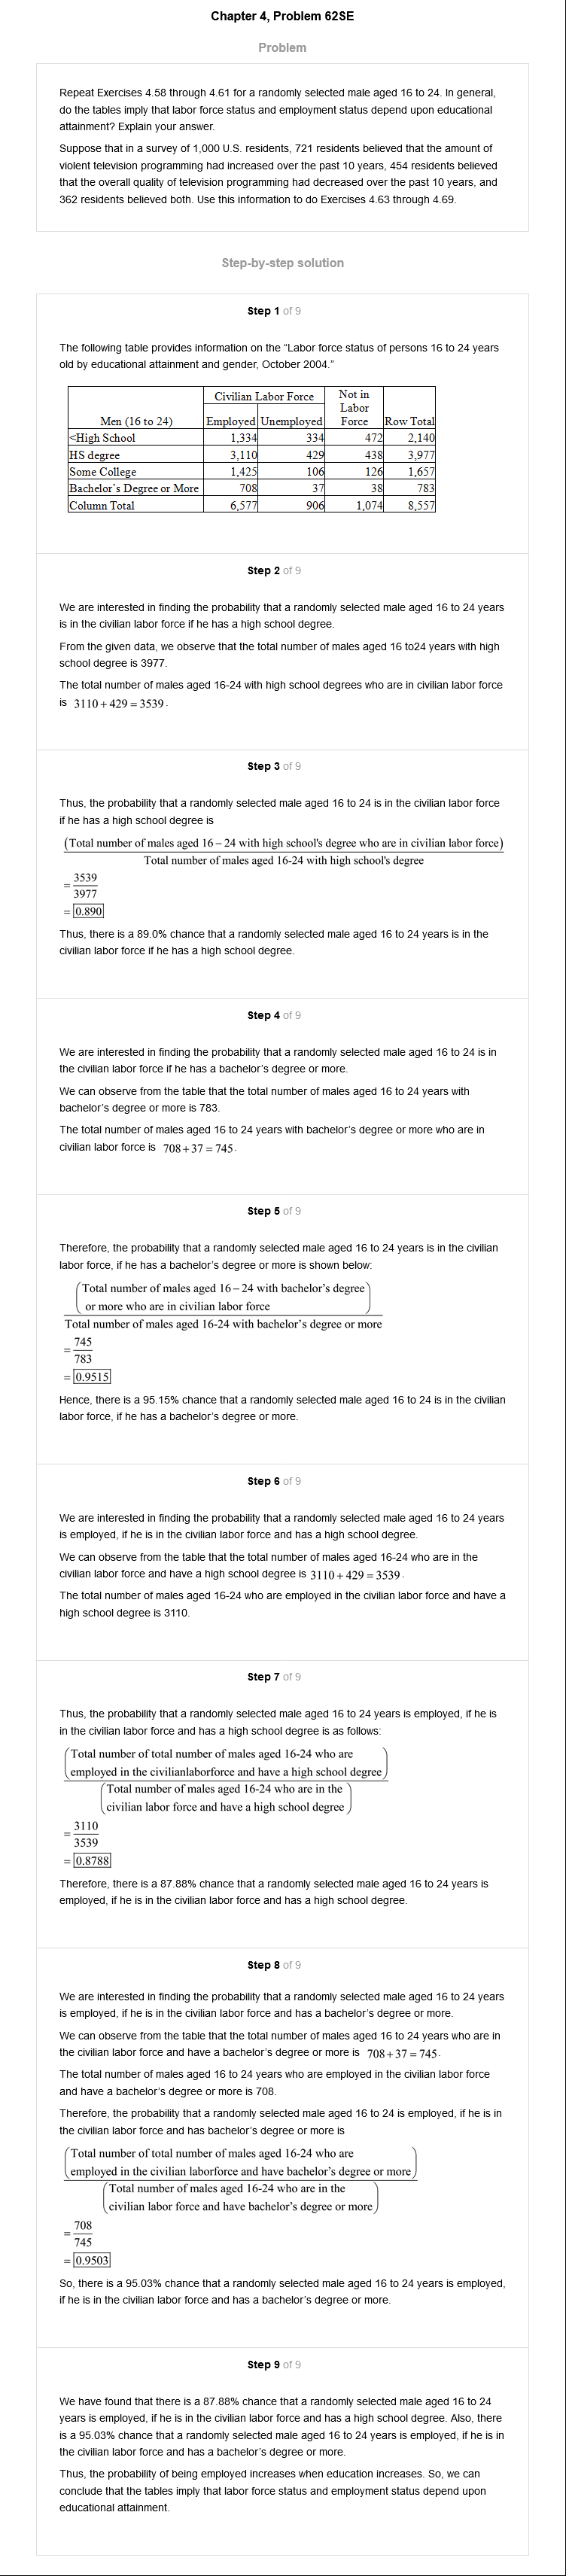 Chapter 4, Problem 62SE
Problem
Repeat Exercises 4.58 through 4.61 for a randomly selected male aged 16 to 24. In general,
do the tables imply that labor force status and employment status depend upon educational
attainment? Explain your answer.
Suppose that in a survey of 1,000 U.S. residents, 721 residents believed that the amount of
violent television programming had increased over the past 10 years, 454 residents believed
that the overall quality of television programming had decreased over the past 10 years, and
362 residents believed both. Use this information to do Exercises 4.63 through 4.69.
Step-by-step solution
Step 1 of 9
The following table provides information on the “Labor force status of persons 16 to 24 years
old by educational attainment and gender, October 2004.”
Civilian Labor Force Not in
Labor
Men (16 to 24) Employed Unemployed Force Row Total
<High School 1,334 334 472 2,140
HS degree 3,110 429 438 3,977
Some College 1,425 106 126 1,657
Bachelor’s Degree or More 708 37 38 783
Column Total 6,577 906 1,074 8,557
Step 2 of 9
We are interested in finding the probability that a randomly selected male aged 16 to 24 years
is in the civilian labor force if he has a high school degree.
From the given data, we observe that the total number of males aged 16 to24 years with high
school degree is 3977.
The total number of males aged 16-24 with high school degrees who are in civilian labor force
is 3110 + 429 = 3539.
Step 3 of 9
Thus, the probability that a randomly selected male aged 16 to 24 is in the civilian labor force
if he has a high school degree is
(Total number of males aged 16 – 24 with high school's degree who are in civilian labor force)
Total number of males aged 16-24 with high school's degree
= 3539
3977
= 0.890
Thus, there is a 89.0% chance that a randomly selected male aged 16 to 24 years is in the
civilian labor force if he has a high school degree.
Step 4 of 9
We are interested in finding the probability that a randomly selected male aged 16 to 24 is in
the civilian labor force if he has a bachelor’s degree or more.
We can observe from the table that the total number of males aged 16 to 24 years with
bachelor’s degree or more is 783.
The total number of males aged 16 to 24 years with bachelor’s degree or more who are in
civilian labor force is 708 + 37 = 745.
Step 5 of 9
Therefore, the probability that a randomly selected male aged 16 to 24 years is in the civilian
labor force, if he has a bachelor’s degree or more is shown below:
(Total number of males aged 16 – 24 with bachelor’s degree
or more who are in civilian labor force)
Total number of males aged 16-24 with bachelor’s degree or more
= 745
783
= 0.9515
Hence, there is a 95.15% chance that a randomly selected male aged 16 to 24 is in the civilian
labor force, if he has a bachelor’s degree or more.
Step 6 of 9
We are interested in finding the probability that a randomly selected male aged 16 to 24 years
is employed, if he is in the civilian labor force and has a high school degree.
We can observe from the table that the total number of males aged 16-24 who are in the
civilian labor force and have a high school degree is 3110 + 429 = 3539.
The total number of males aged 16-24 who are employed in the civilian labor force and have a
high school degree is 3110.
Step 7 of 9
Thus, the probability that a randomly selected male aged 16 to 24 years is employed, if he is
in the civilian labor force and has a high school degree is as follows:
(Total number of total number of males aged 16-24 who are
employed in the civilianlaborforce and have a high school degree)
(Total number of males aged 16-24 who are in the
civilian labor force and have a high school degree)
= 3110
3539
= 0.8788
Therefore, there is a 87.88% chance that a randomly selected male aged 16 to 24 years is
employed, if he is in the civilian labor force and has a high school degree.
Step 8 of 9
We are interested in finding the probability that a randomly selected male aged 16 to 24 years
is employed, if he is in the civilian labor force and has a bachelor’s degree or more.
We can observe from the table that the total number of males aged 16 to 24 years who are in
the civilian labor force and have a bachelor’s degree or more is 708 + 37 = 745.
The total number of males aged 16 to 24 years who are employed in the civilian labor force
and have a bachelor’s degree or more is 708.
Therefore, the probability that a randomly selected male aged 16 to 24 is employed, if he is in
the civilian labor force and has bachelor’s degree or more is
(Total number of total number of males aged 16-24 who are
employed in the civilian laborforce and have bachelor’s degree or more)
(Total number of males aged 16-24 who are in the
civilian labor force and have bachelor’s degree or more)
= 708
745
= 0.9503
So, there is a 95.03% chance that a randomly selected male aged 16 to 24 years is employed,
if he is in the civilian labor force and has a bachelor’s degree or more.
Step 9 of 9
We have found that there is a 87.88% chance that a randomly selected male aged 16 to 24
years is employed, if he is in the civilian labor force and has a high school degree. Also, there
is a 95.03% chance that a randomly selected male aged 16 to 24 years is employed, if he is in
the civilian labor force and has a bachelor’s degree or more.
Thus, the probability of being employed increases when education increases. So, we can
conclude that the tables imply that labor force status and employment status depend upon
educational attainment.